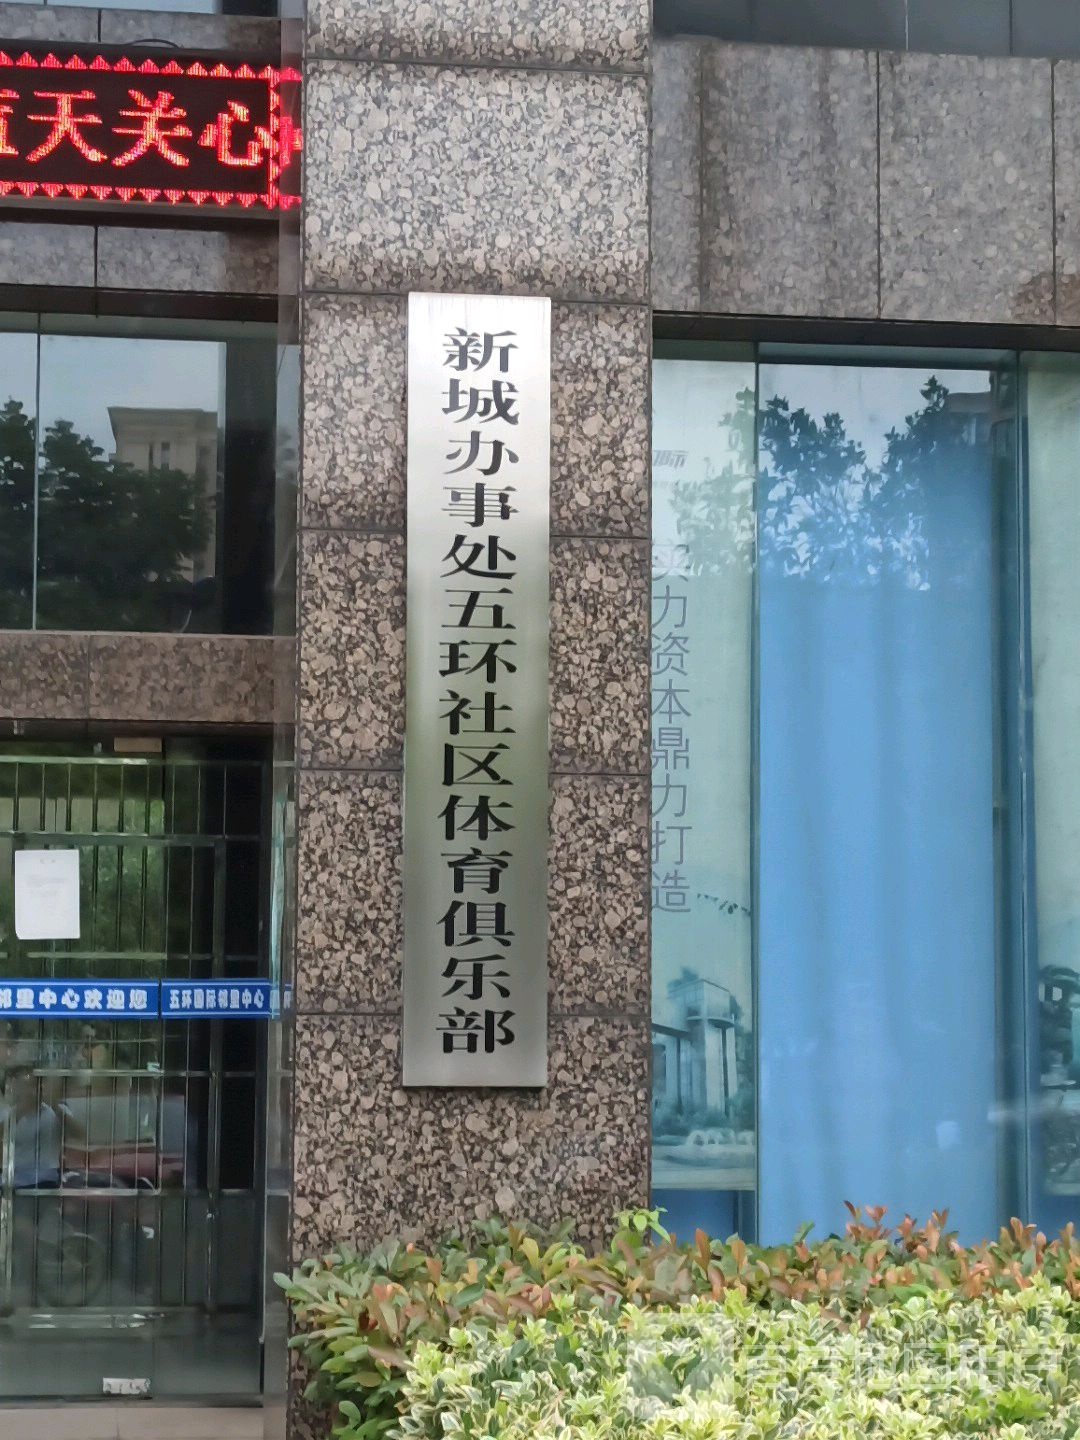 天关心
新城办事处五环社区体育俱乐部
实力资本鼎力打造
邻里中心欢迎您
五环国际邻里中心